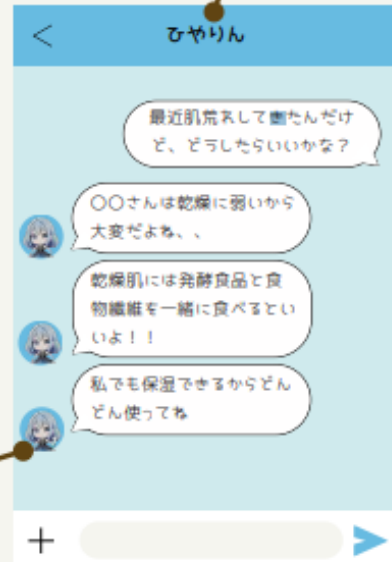 ひやりん
最近肌荒れしてきたんだけ
ど、どうしたらいいかな？
〇〇さんは乾燥に弱いから
大変だよね、、
乾燥肌には発酵食品と食
物繊維を一緒に食べるとい
いよ！！
私でも保湿できるからどん
どん使ってね